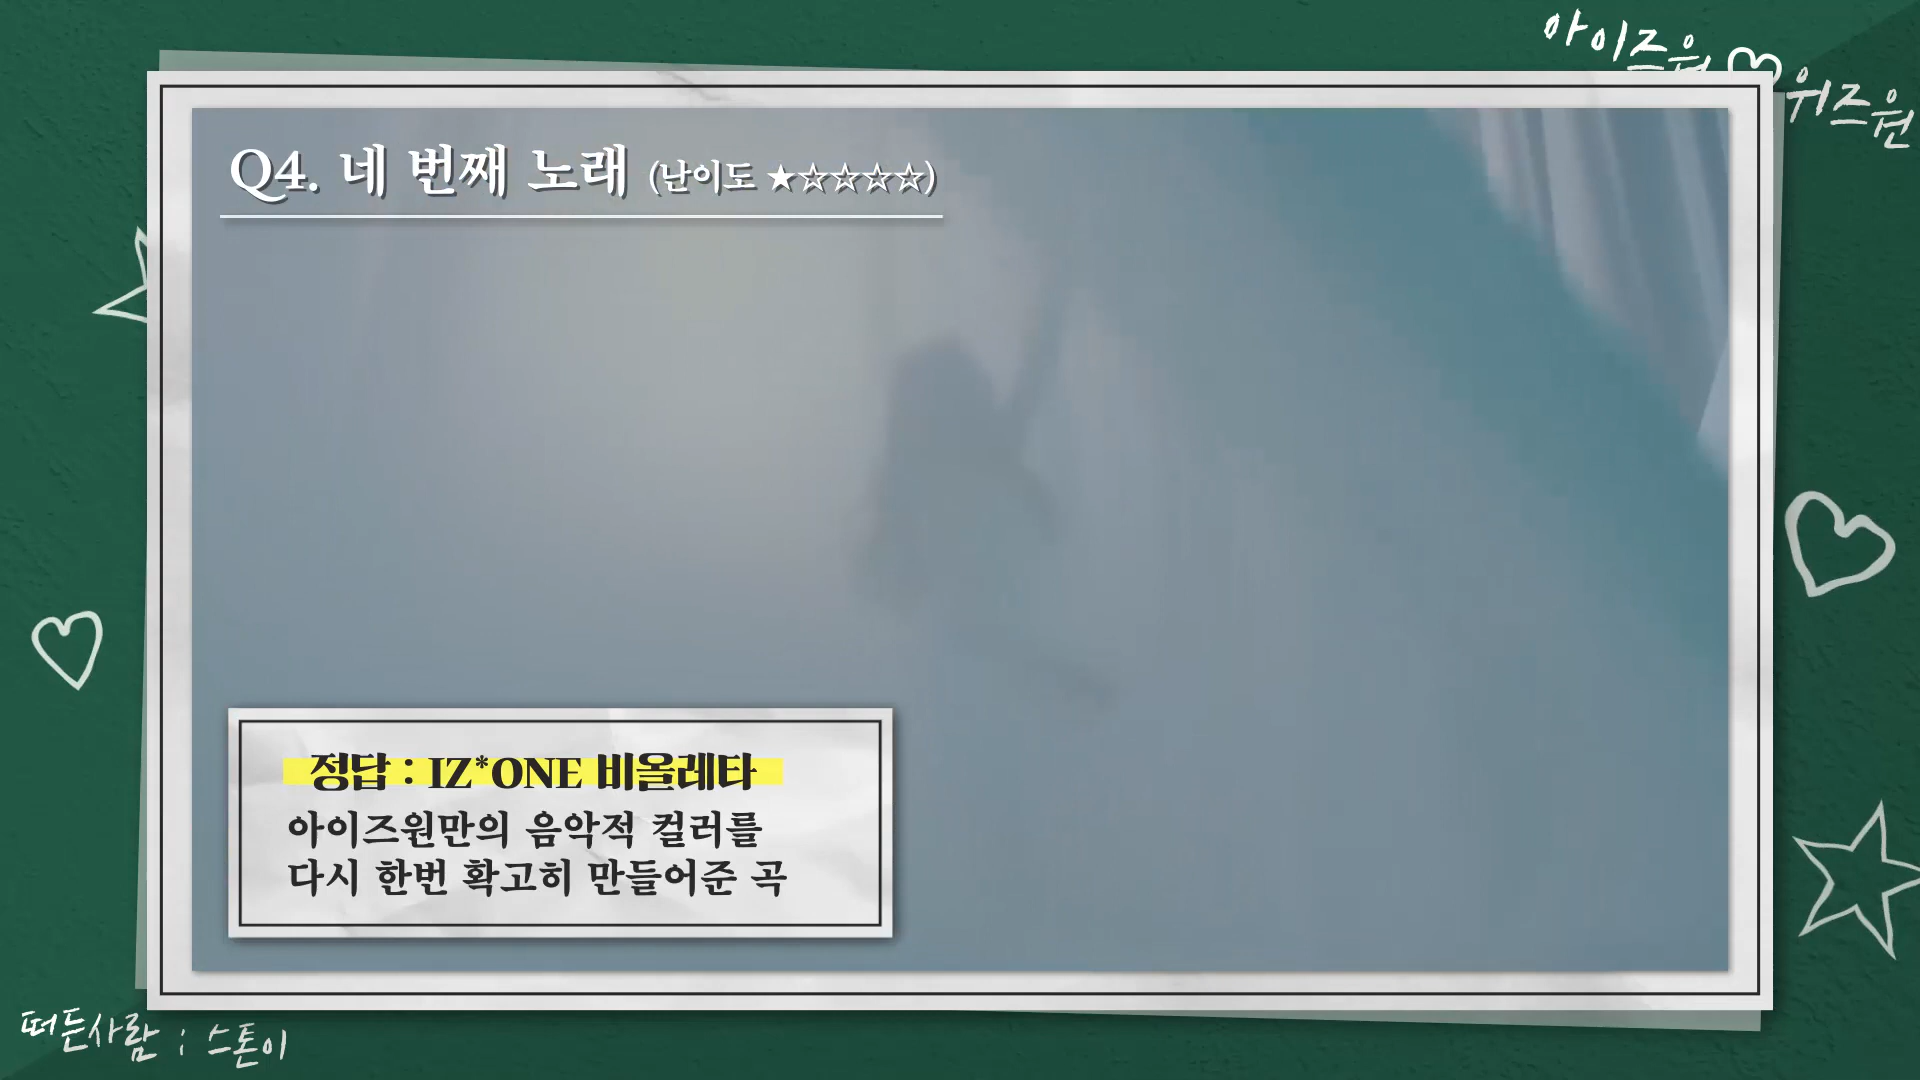 아이즈원♡위즈원
Q4. 네 번째 노래 (난이도 ★☆☆☆☆)
정답 : IZ*ONE 비올레타
아이즈원만의 음악적 컬러를
다시 한번 확고히 만들어준 곡
떠든사람 ; 스톤이